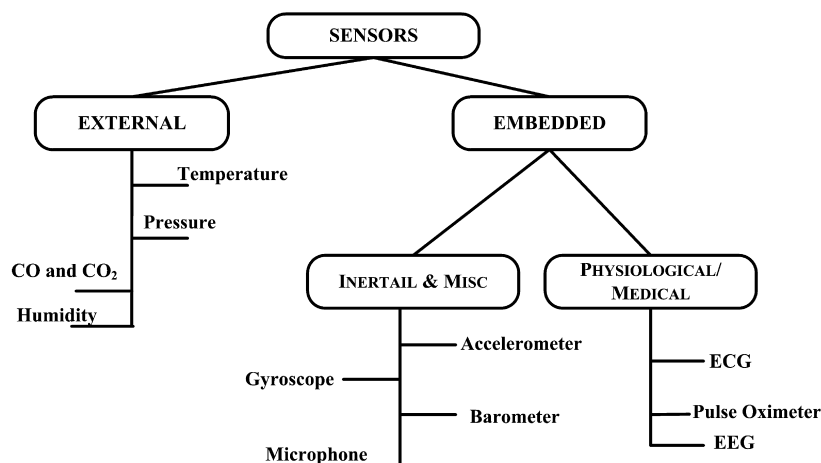 SENSORS
EXTERNAL
EMBEDDED
Temperature
Pressure
CO and CO₂
Humidity
INERTAIL & MISC
PHYSIOLOGICAL/
MEDICAL
Accelerometer
Gyroscope
Barometer
Microphone
ECG
Pulse Oximeter
EEG